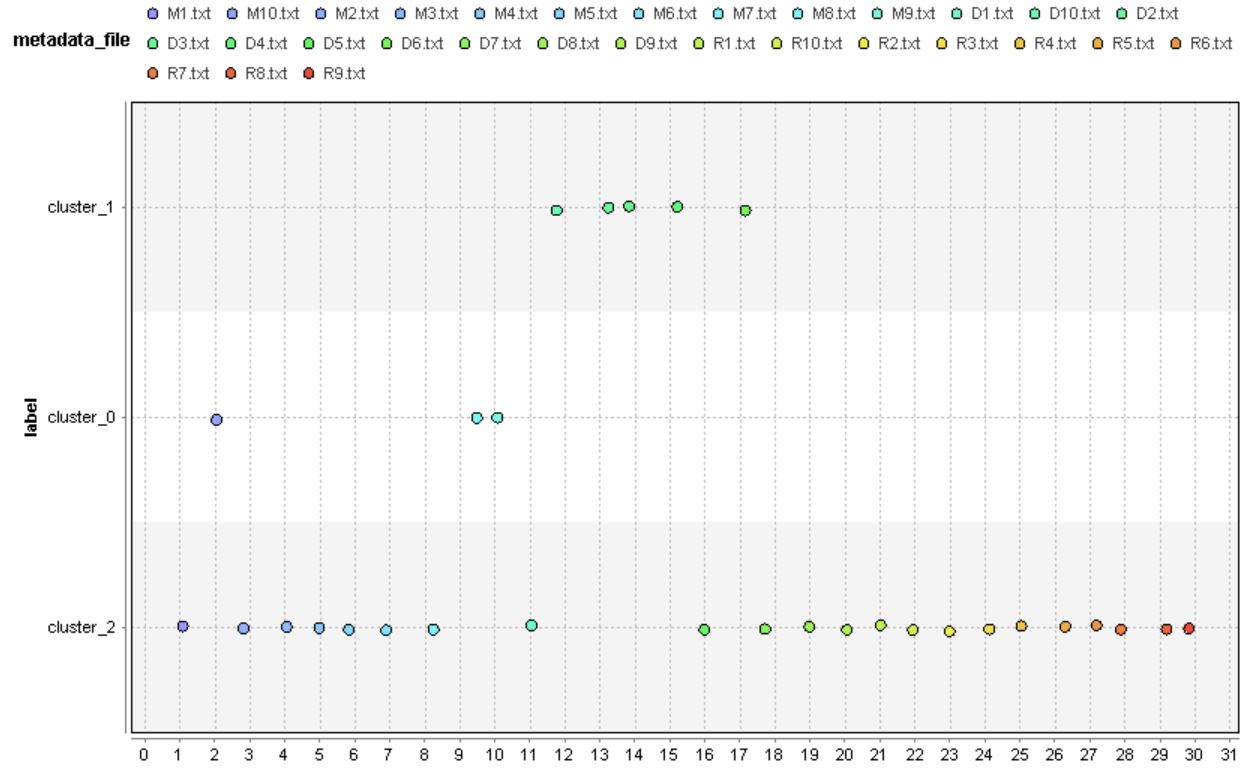 M1.txt M10.txt M2.txt M3.txt M4.txt M5.txt M6.txt M7.txt M8.txt M9.txt D1.txt D10.txt D2.txt
metadata_file D3.txt D4.txt D5.txt D6.txt D7.txt D8.txt D9.txt R1.txt R10.txt R2.txt R3.txt R4.txt R5.txt R6.txt
R7.txt R8.txt R9.txt
cluster_1
label
cluster_0
cluster_2
0 1 2 3 4 5 6 7 8 9 10 11 12 13 14 15 16 17 18 19 20 21 22 23 24 25 26 27 28 29 30 31